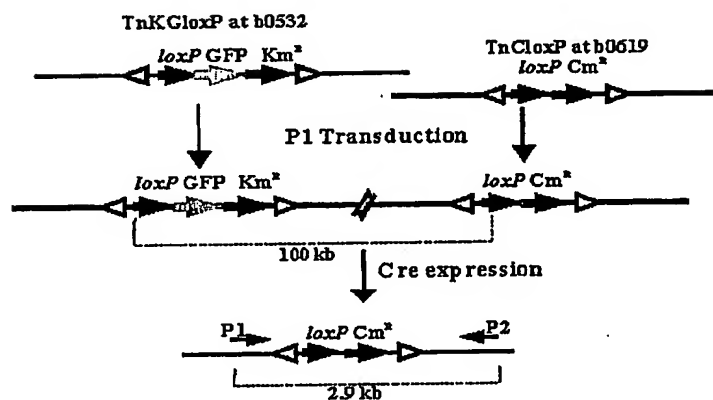 TnKGloxP at b0532
loxP GFP Km^R
TnCloxP at b0619
loxP Cm^R
P1 Transduction
loxP GFP Km^R
loxP Cm^R
100 kb
Cre expression
P1
loxP Cm^R
P2
2.9 kb